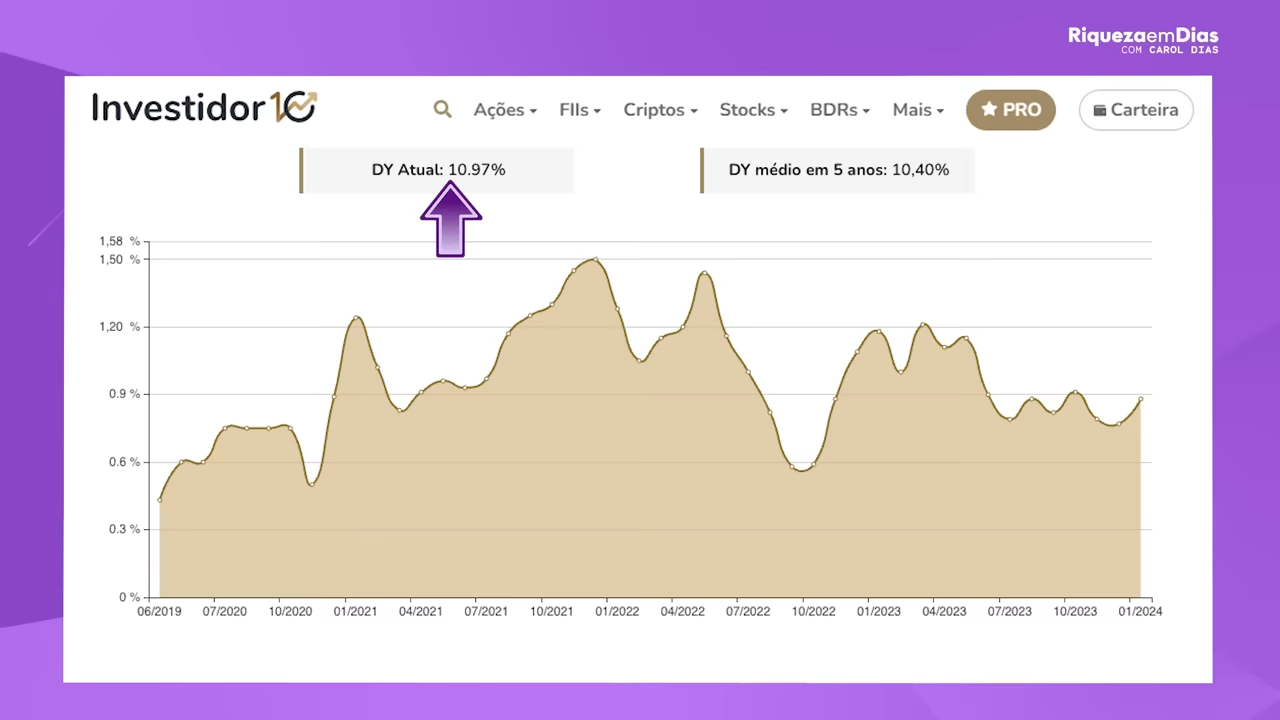 RiquezaemDias
COM CAROL DIAS
Investidor 10
Ações
FIIs
Criptos
Stocks
BDRs
Mais
PRO
Carteira
DY Atual: 10.97%
DY médio em 5 anos: 10,40%
1,58 %
1,50 %
1,20 %
0.9 %
0.6 %
0.3 %
0 %
06/2019 07/2020 10/2020 01/2021 04/2021 07/2021 10/2021 01/2022 04/2022 07/2022 10/2022 01/2023 04/2023 07/2023 10/2023 01/2024